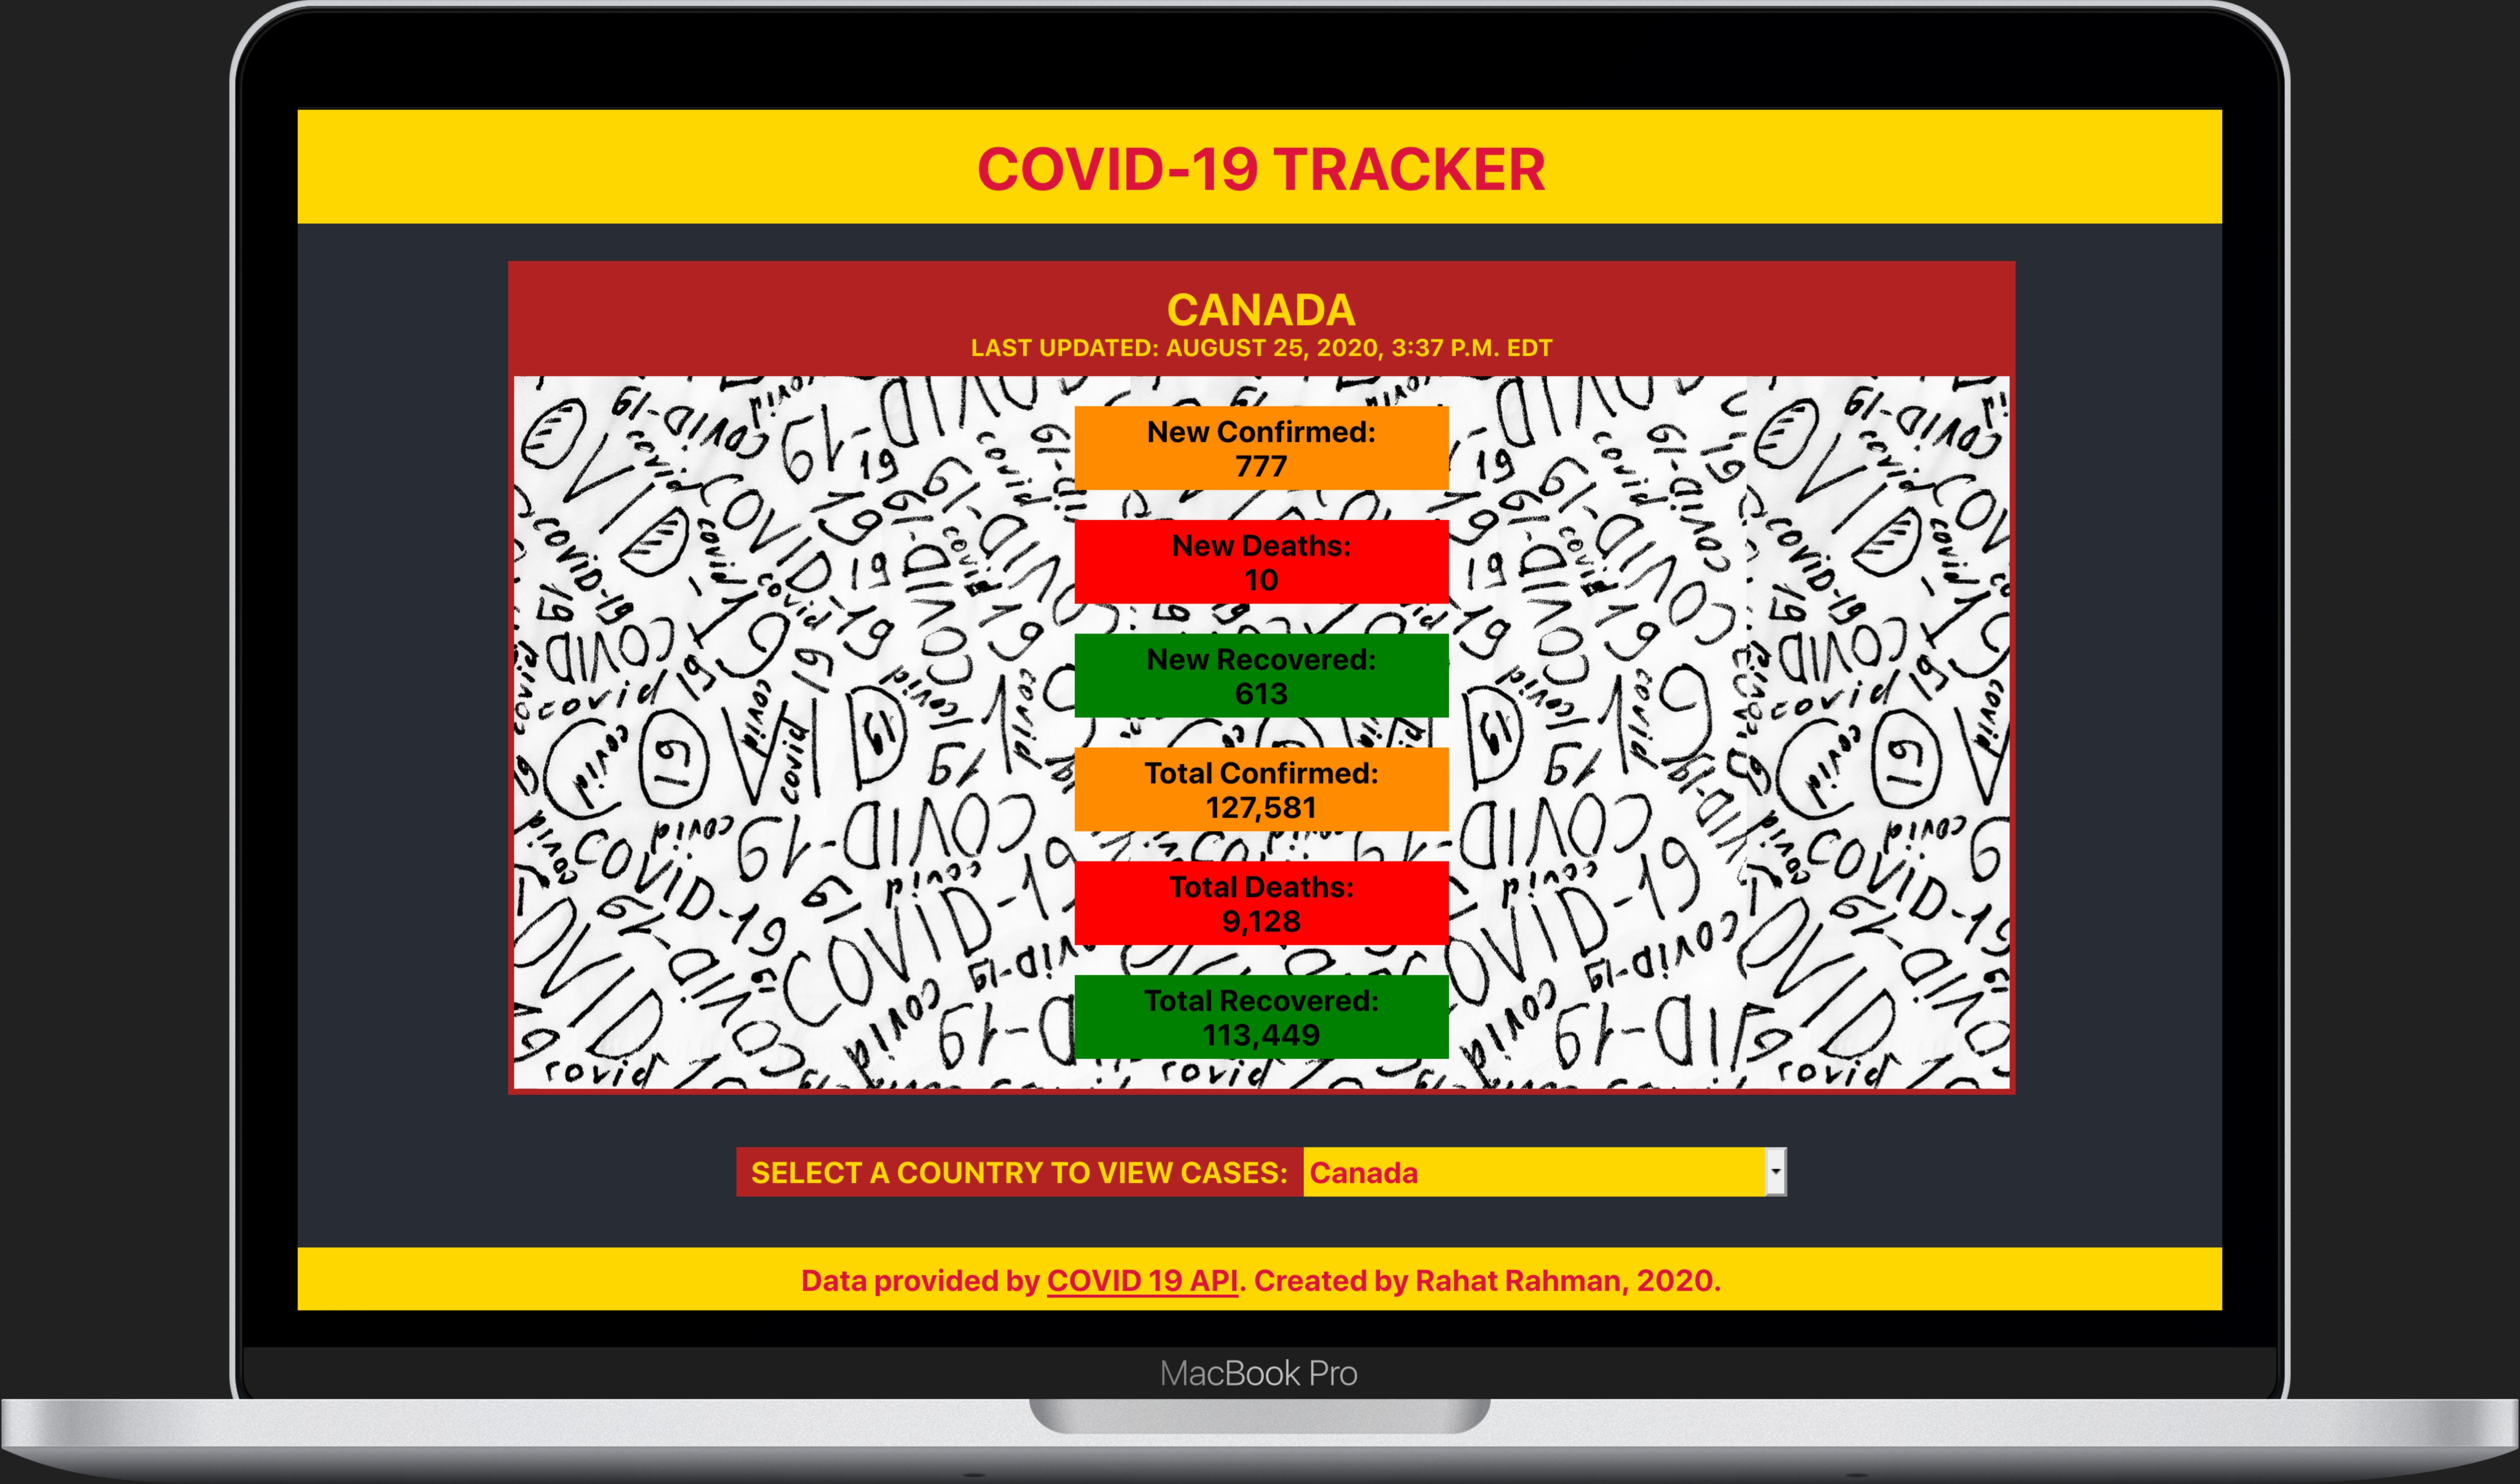 COVID-19 TRACKER
CANADA
LAST UPDATED: AUGUST 25, 2020, 3:37 P.M. EDT
New Confirmed:
777
New Deaths:
10
New Recovered:
613
Total Confirmed:
127,581
Total Deaths:
9,128
Total Recovered:
113,449
SELECT A COUNTRY TO VIEW CASES: Canada
Data provided by COVID 19 API. Created by Rahat Rahman, 2020.
MacBook Pro